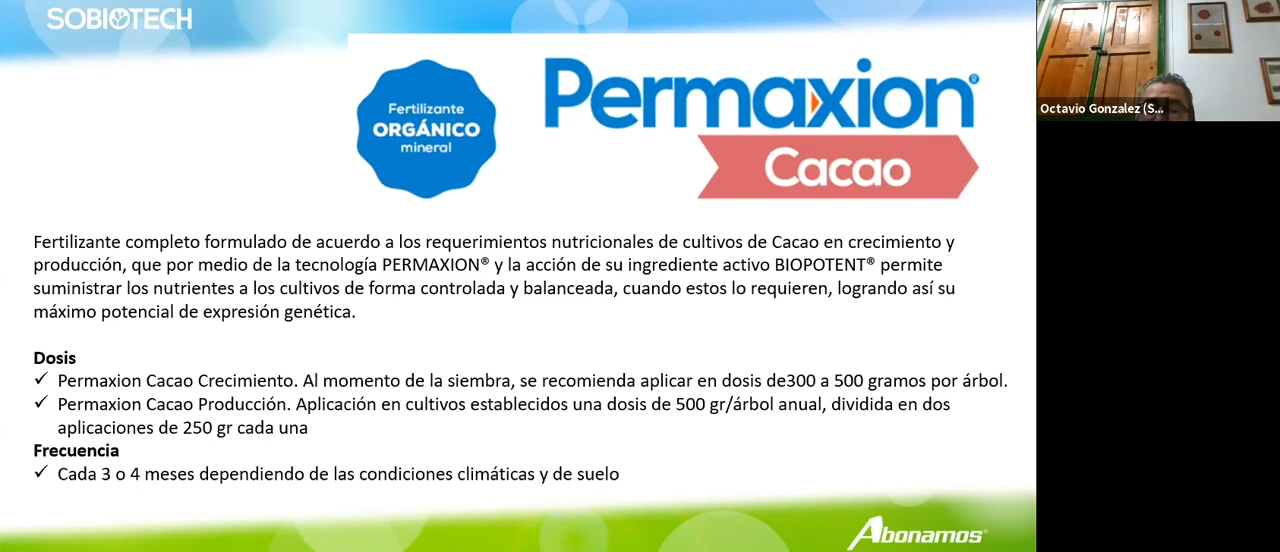 SOBIOTECH
Fertilizante
ORGÁNICO
mineral
Permaxion®
Cacao
Octavio Gonzalez (S...
Fertilizante completo formulado de acuerdo a los requerimientos nutricionales de cultivos de Cacao en crecimiento y
producción, que por medio de la tecnología PERMAXION® y la acción de su ingrediente activo BIOPOTENT® permite
suministrar los nutrientes a los cultivos de forma controlada y balanceada, cuando estos lo requieren, logrando así su
máximo potencial de expresión genética.
Dosis
✓ Permaxion Cacao Crecimiento. Al momento de la siembra, se recomienda aplicar en dosis de300 a 500 gramos por árbol.
✓ Permaxion Cacao Producción. Aplicación en cultivos establecidos una dosis de 500 gr/árbol anual, dividida en dos
aplicaciones de 250 gr cada una
Frecuencia
✓ Cada 3 o 4 meses dependiendo de las condiciones climáticas y de suelo
Abonamos®